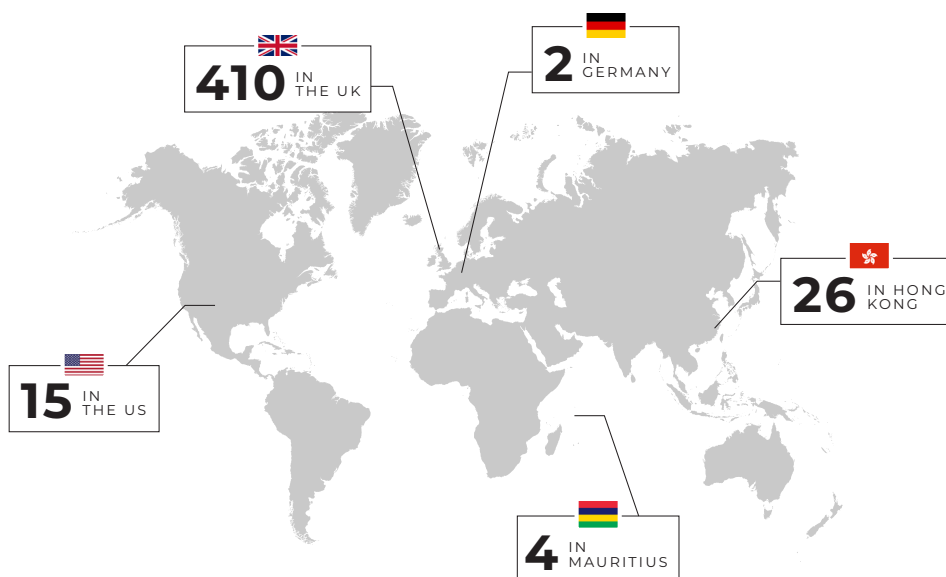 410 IN
THE UK
2 IN
GERMANY
26 IN HONG
KONG
15 IN
THE US
4 IN
MAURITIUS